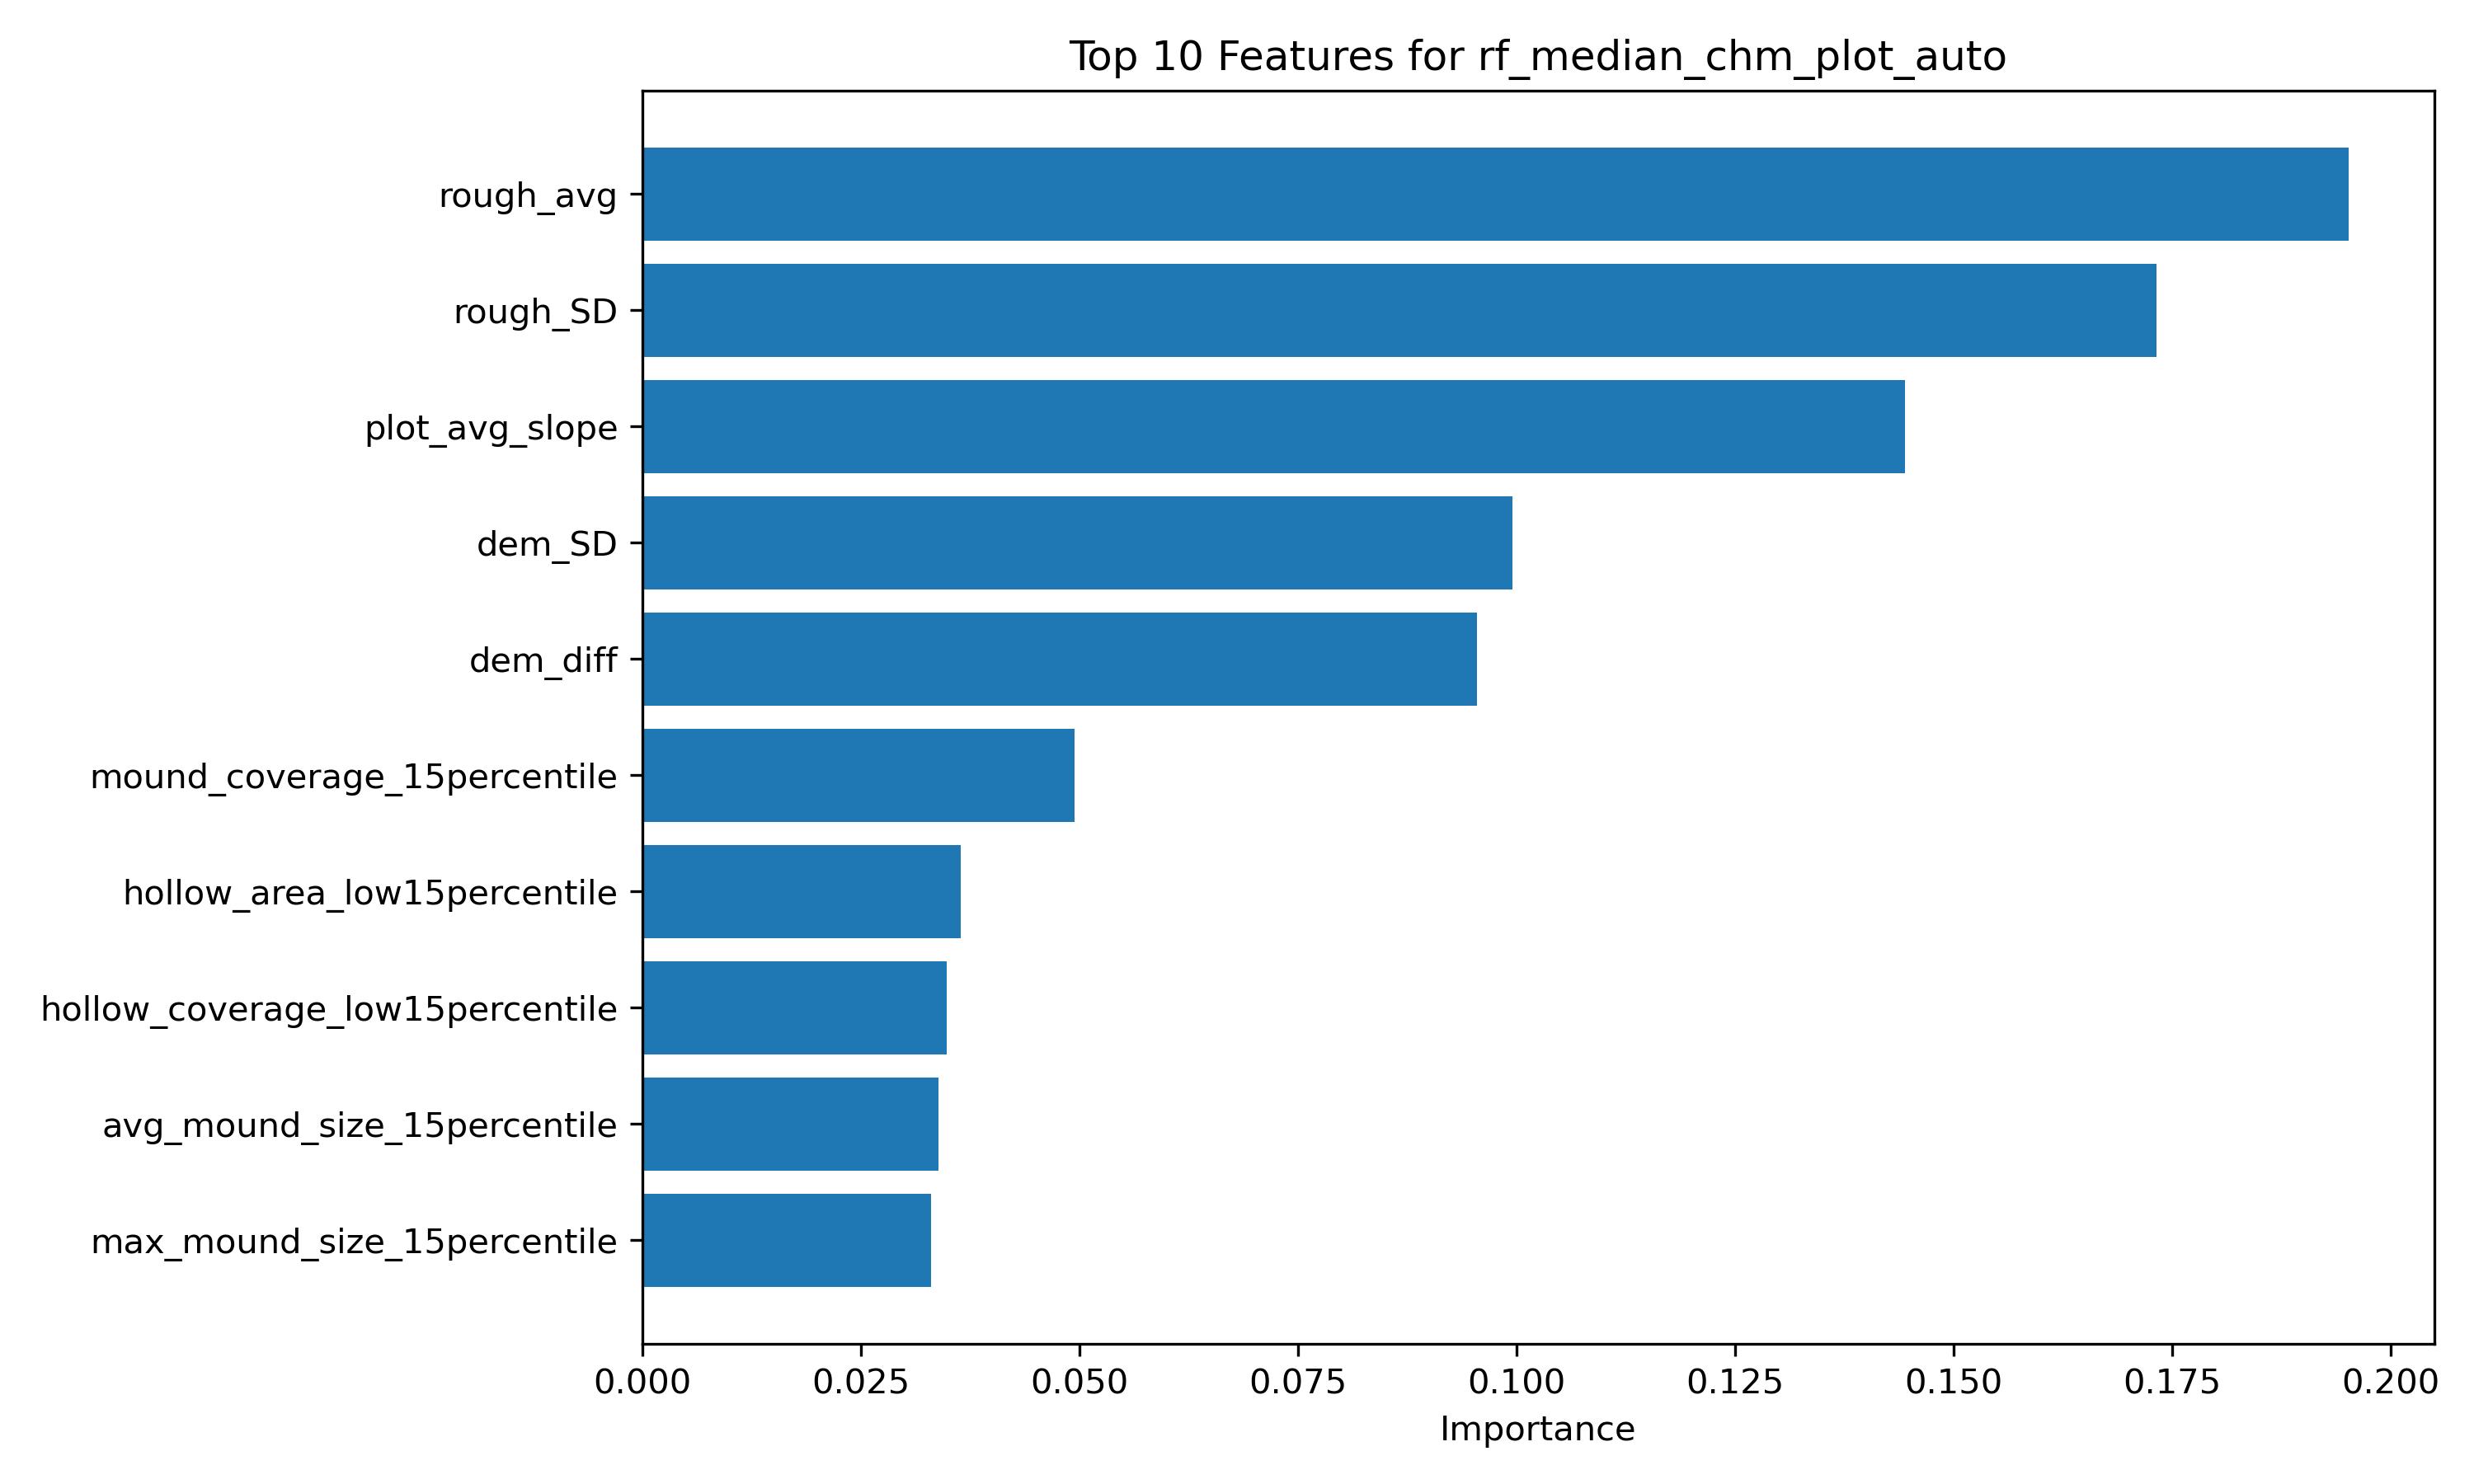 Top 10 Features for rf_median_chm_plot_auto
rough_avg
rough_SD
plot_avg_slope
dem_SD
dem_diff
mound_coverage_15percentile
hollow_area_low15percentile
hollow_coverage_low15percentile
avg_mound_size_15percentile
max_mound_size_15percentile
0.000 0.025 0.050 0.075 0.100 0.125 0.150 0.175 0.200
Importance